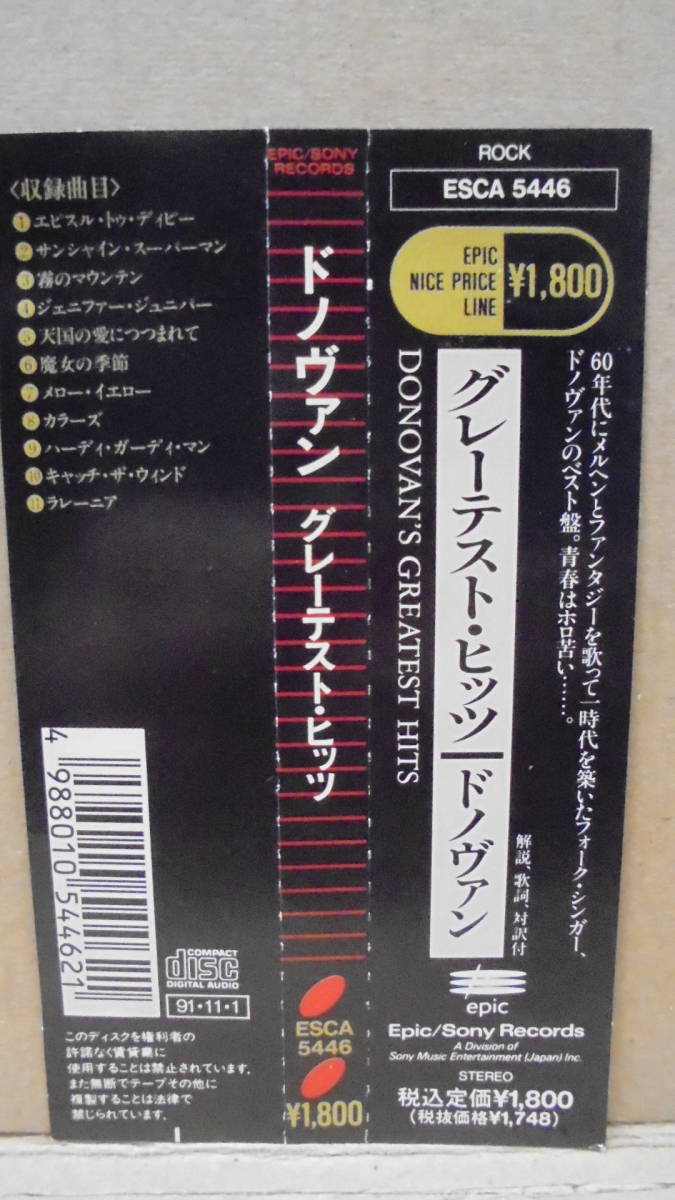 〈収録曲目〉
1 エピスル・トゥ・ディピー
2 サンシャイン・スーパーマン
3 霧のマウンテン
4 ジェニファー・ジュニパー
5 天国の愛につつまれて
6 魔女の季節
7 メロー・イエロー
8 カラーズ
9 ハーディ・ガーディ・マン
10 キャッチ・ザ・ウィンド
11 ラレーニア
4 988010 544621
COMPACT
disc
DIGITAL AUDIO
91・11・1
このディスクを権利者の
許諾なく賃貸業に
使用することは禁止されています。
また無断でテープその他に
複製することは法律で
禁じられています。
EPIC/SONY
RECORDS
ドノヴァン グレーテスト・ヒッツ
ESCA
5446
¥1,800
ROCK
ESCA 5446
EPIC
NICE PRICE
LINE
¥1,800
60年代にメルヘンとファンタジーを歌って一時代を築いたフォーク・シンガー、
ドノヴァンのベスト盤。青春はホロ苦い……。
グレーテスト・ヒッツ|ドノヴァン
解説、歌詞、対訳付
DONOVAN'S GREATEST HITS
epic
Epic/Sony Records
A Division of
Sony Music Entertainment (Japan) Inc.
STEREO
税込定価¥1,800
(税抜価格¥1,748)